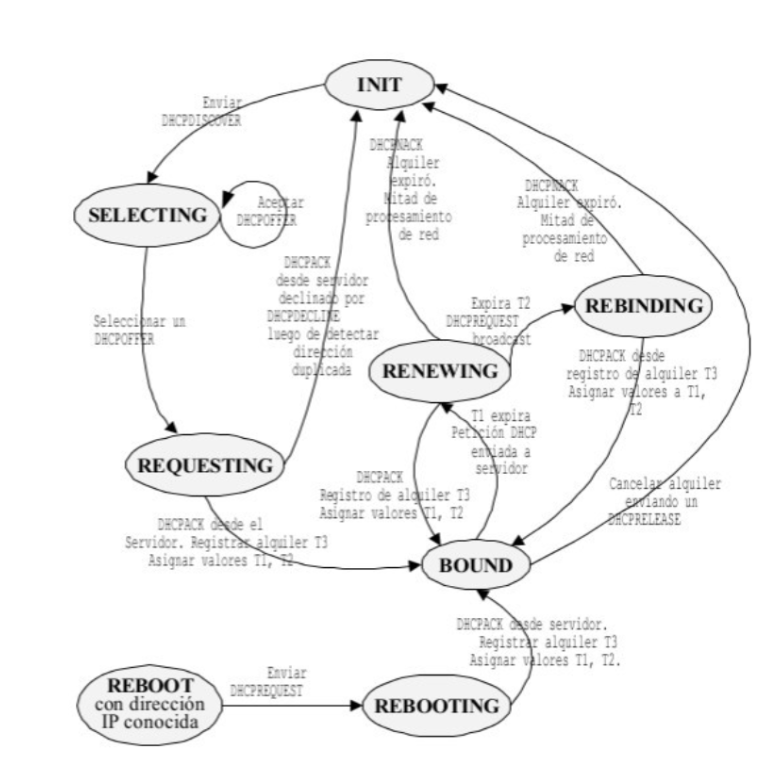 INIT
Enviar
DHCPDISCOVER
SELECTING
Aceptar
DHCPOFFER
DHCPNACK
Alquiler
expiró.
Mitad de
procesamiento
de red
DHCPNACK
Alquiler expiró.
Mitad de
procesamiento
de red
DHCPACK
desde servidor
declinado por
DHCPDECLINE
luego de detectar
dirección
duplicada
Expira T2
DHCPREQUEST
broadcast
REBINDING
Seleccionar un
DHCPOFFER
RENEWING
DHCPACK desde
registro de alquiler T3
Asignar valores a T1,
T2
T1 expira
Petición DHCP
enviada a
servidor
REQUESTING
DHCPACK
Registro de alquiler T3
Asignar valores T1, T2
Cancelar alquiler
enviando un
DHCPRELEASE
DHCPACK desde el
Servidor. Registrar alquiler T3
Asignar valores T1, T2
BOUND
DHCPACK desde servidor.
Registrar alquiler T3
Asignar valores T1, T2.
REBOOT
con dirección
IP conocida
Enviar
DHCPREQUEST
REBOOTING